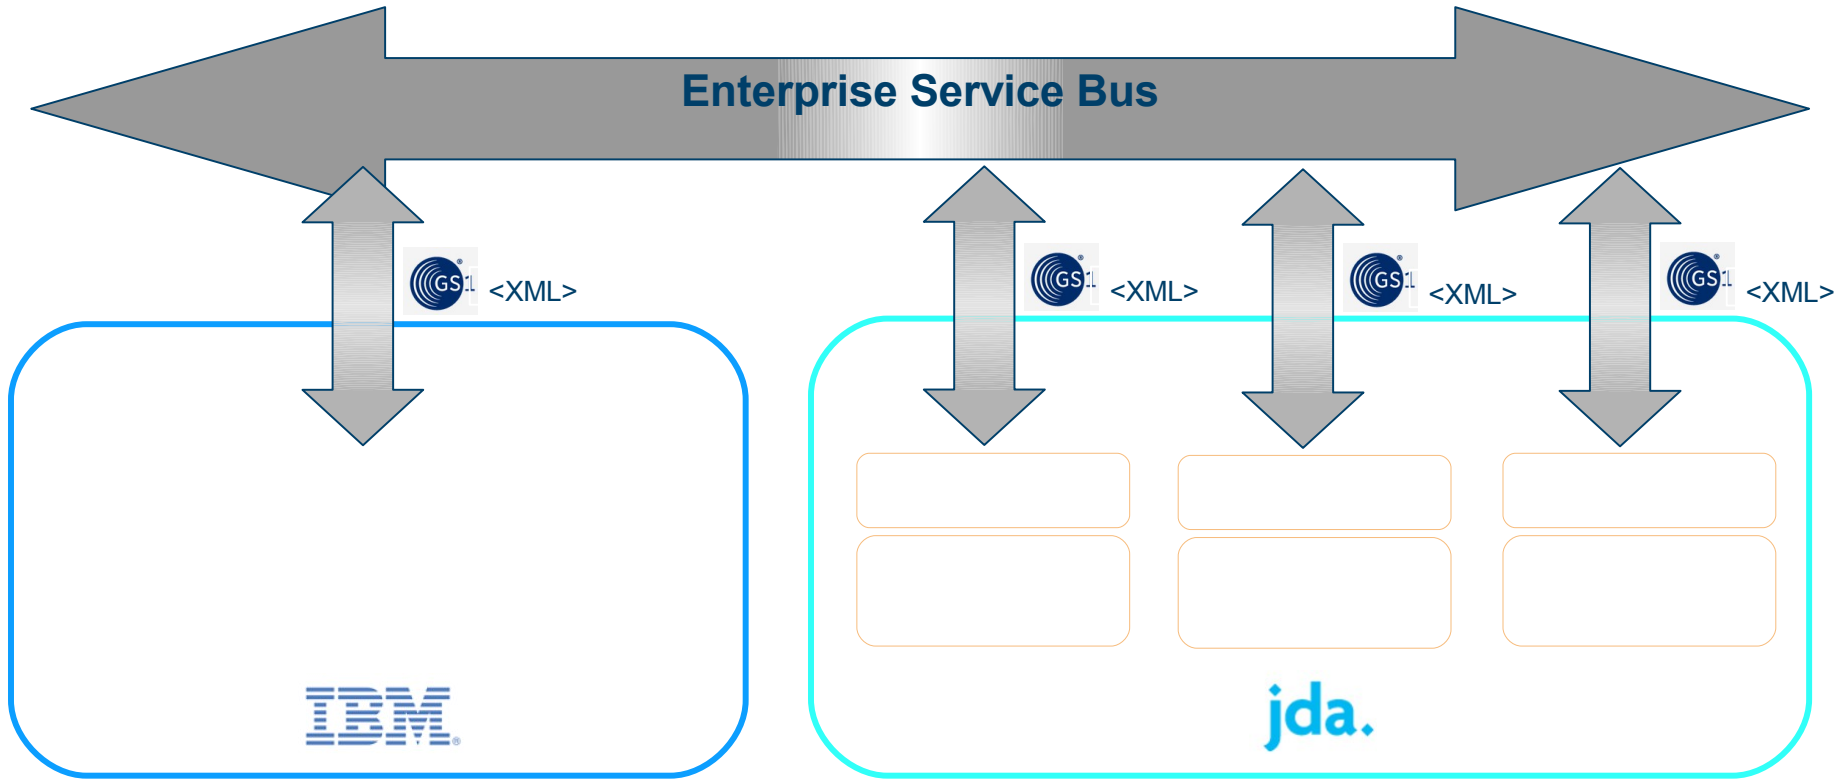 Enterprise Service Bus
GS1 ®
<XML>
GS1 ®
<XML>
GS1 ®
<XML>
GS1 ®
<XML>
IBM®
jda.